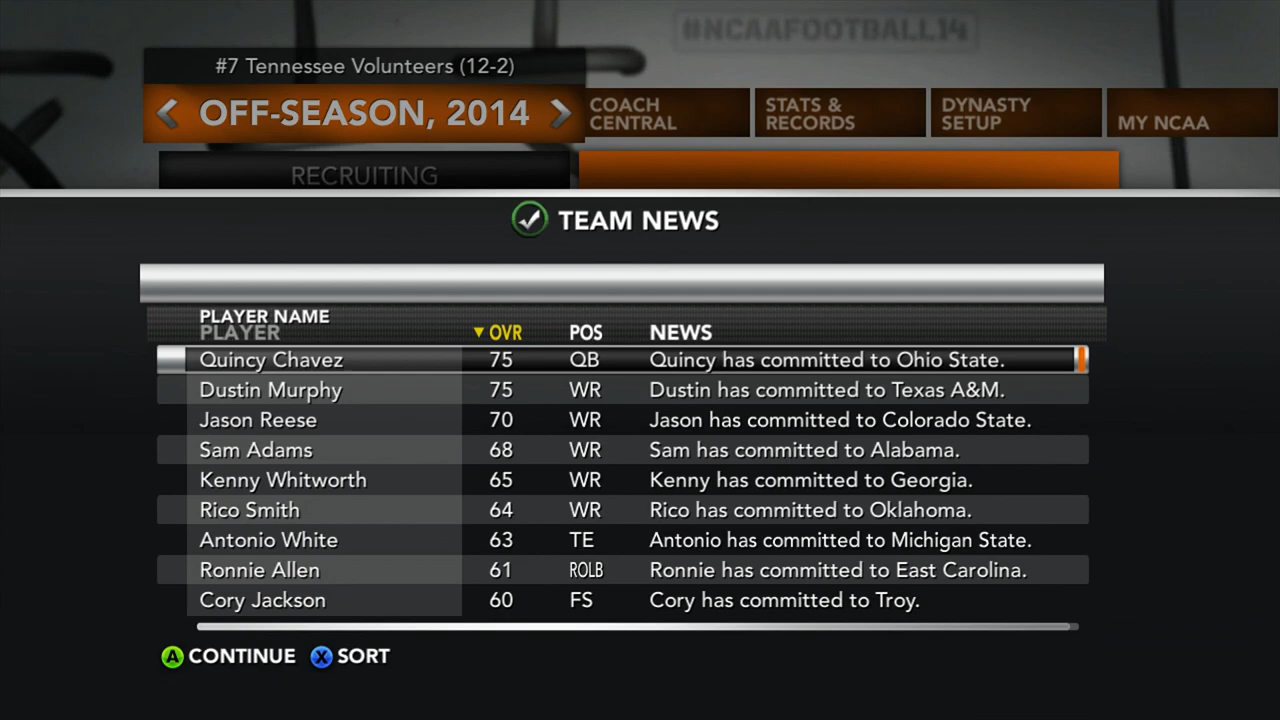 #NCAAFOOTBALL14
#7 Tennessee Volunteers (12-2)
OFF-SEASON, 2014
COACH CENTRAL
STATS & RECORDS
DYNASTY SETUP
MY NCAA
RECRUITING
TEAM NEWS
PLAYER NAME
PLAYER OVR POS NEWS
Quincy Chavez 75 QB Quincy has committed to Ohio State.
Dustin Murphy 75 WR Dustin has committed to Texas A&M.
Jason Reese 70 WR Jason has committed to Colorado State.
Sam Adams 68 WR Sam has committed to Alabama.
Kenny Whitworth 65 WR Kenny has committed to Georgia.
Rico Smith 64 WR Rico has committed to Oklahoma.
Antonio White 63 TE Antonio has committed to Michigan State.
Ronnie Allen 61 ROLB Ronnie has committed to East Carolina.
Cory Jackson 60 FS Cory has committed to Troy.
A CONTINUE X SORT